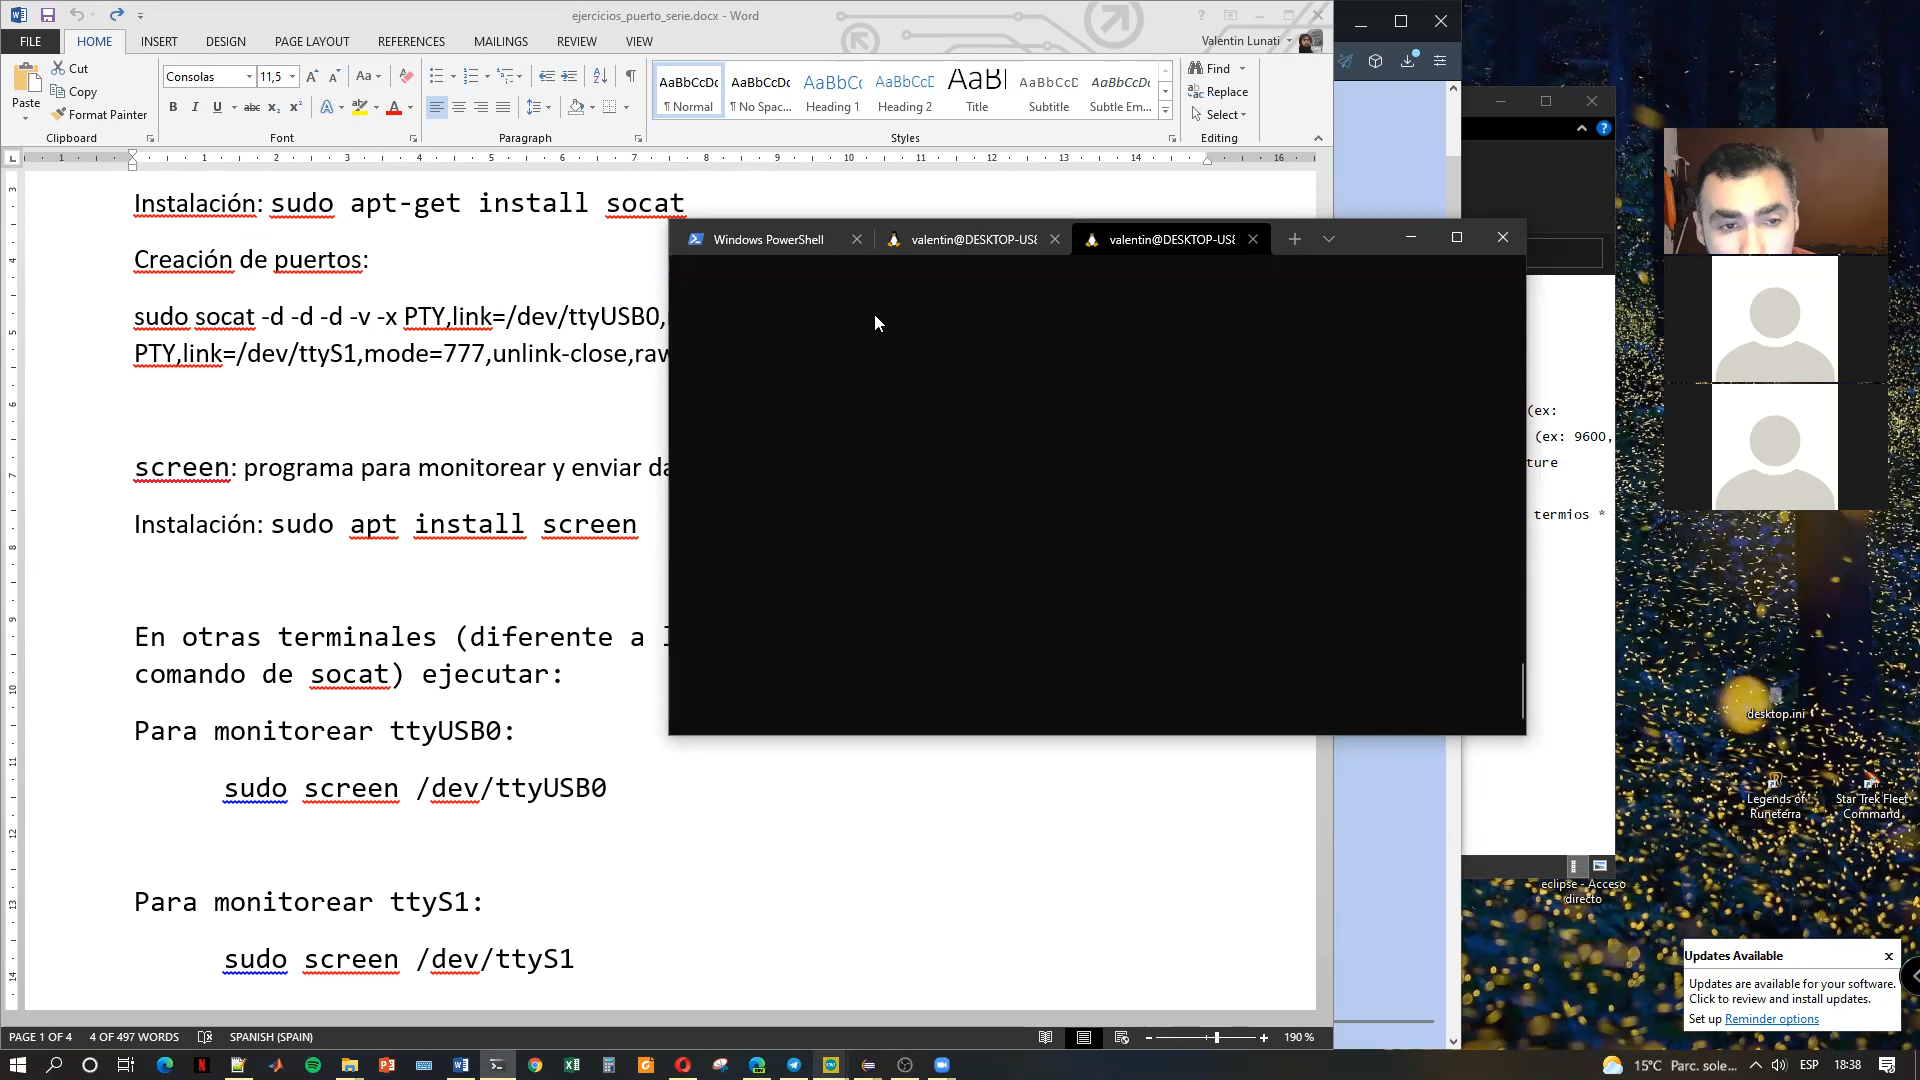 ejercicios_puerto_serie.docx - Word
FILE
HOME
INSERT
DESIGN
PAGE LAYOUT
REFERENCES
MAILINGS
REVIEW
VIEW
Valentin Lunati
Paste
Cut
Copy
Format Painter
Clipboard
Consolas
11,5
Font
Paragraph
AaBbCcDc
¶ Normal
AaBbCcDc
¶ No Spac...
AaBbCc
Heading 1
AaBbCcD
Heading 2
AaBb
Title
AaBbCcD
Subtitle
AaBbCcDc
Subtle Em...
Styles
Find
Replace
Select
Editing
Instalación: sudo apt-get install socat
Creación de puertos:
sudo socat -d -d -d -v -x PTY,link=/dev/ttyUSB0,
PTY,link=/dev/ttyS1,mode=777,unlink-close,raw
screen: programa para monitorear y enviar da
Instalación: sudo apt install screen
En otras terminales (diferente a l
comando de socat) ejecutar:
Para monitorear ttyUSB0:
sudo screen /dev/ttyUSB0
Para monitorear ttyS1:
sudo screen /dev/ttyS1
Windows PowerShell
valentin@DESKTOP-USE
valentin@DESKTOP-USE
(ex:
(ex: 9600,
ture
termios *
desktop.ini
Legends of
Runeterra
Star Trek Fleet
Command
eclipse - Acceso
directo
Updates Available
Updates are available for your software.
Click to review and install updates.
Set up Reminder options
PAGE 1 OF 4
4 OF 497 WORDS
SPANISH (SPAIN)
190 %
15°C Parc. sole...
ESP
18:38